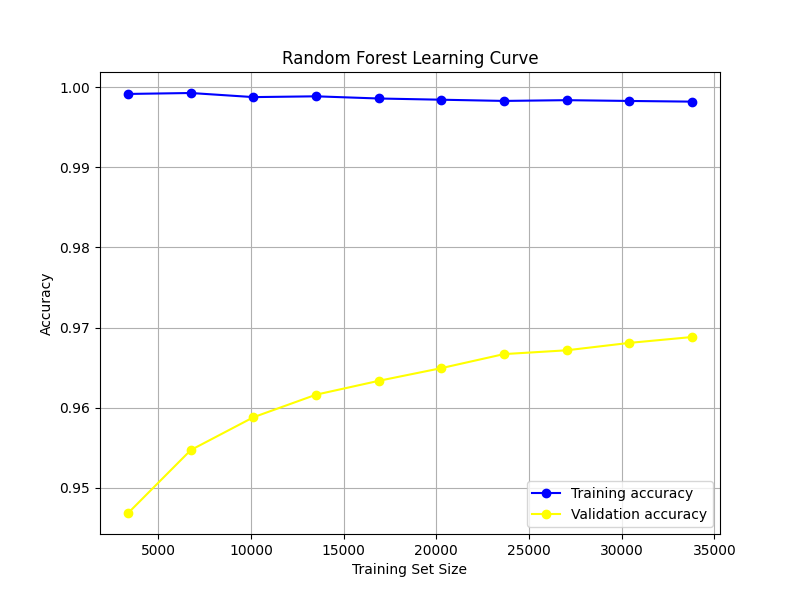 Random Forest Learning Curve
1.00
0.99
0.98
0.97
0.96
0.95
Accuracy
Training accuracy
Validation accuracy
5000 10000 15000 20000 25000 30000 35000
Training Set Size